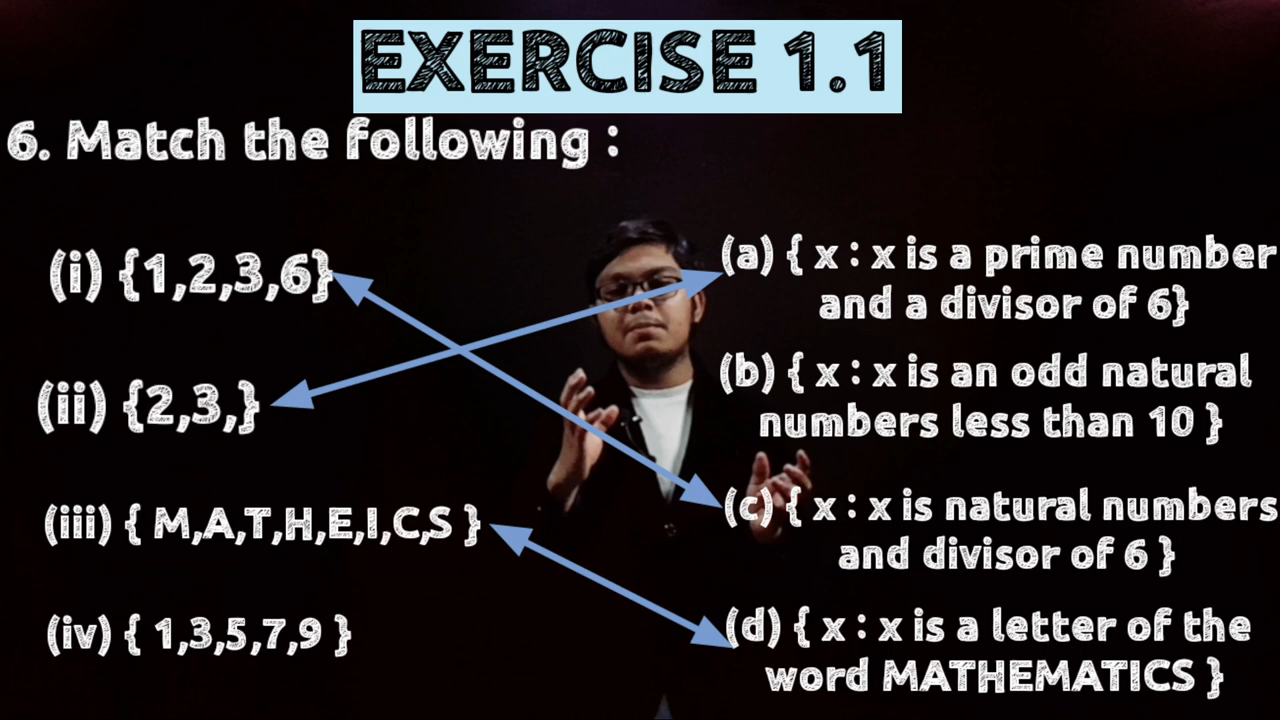 EXERCISE 1.1
6. Match the following :
(i) {1,2,3,6}
(ii) {2,3,}
(iii) { M,A,T,H,E,I,C,S }
(iv) { 1,3,5,7,9 }
(a) { x : x is a prime number
and a divisor of 6}
(b) { x : x is an odd natural
numbers less than 10 }
(c) { x : x is natural numbers
and divisor of 6 }
(d) { x : x is a letter of the
word MATHEMATICS }